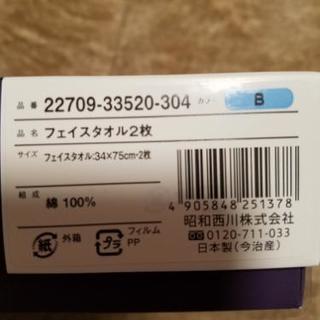 品番 22709-33520-304 カラー B
品名 フェイスタオル2枚
サイズ フェイスタオル:34×75cm・2枚
組成 綿 100%
4 905848 251378
紙 外箱
プラ フィルム PP
昭和西川株式会社
0120-711-033
日本製(今治産)